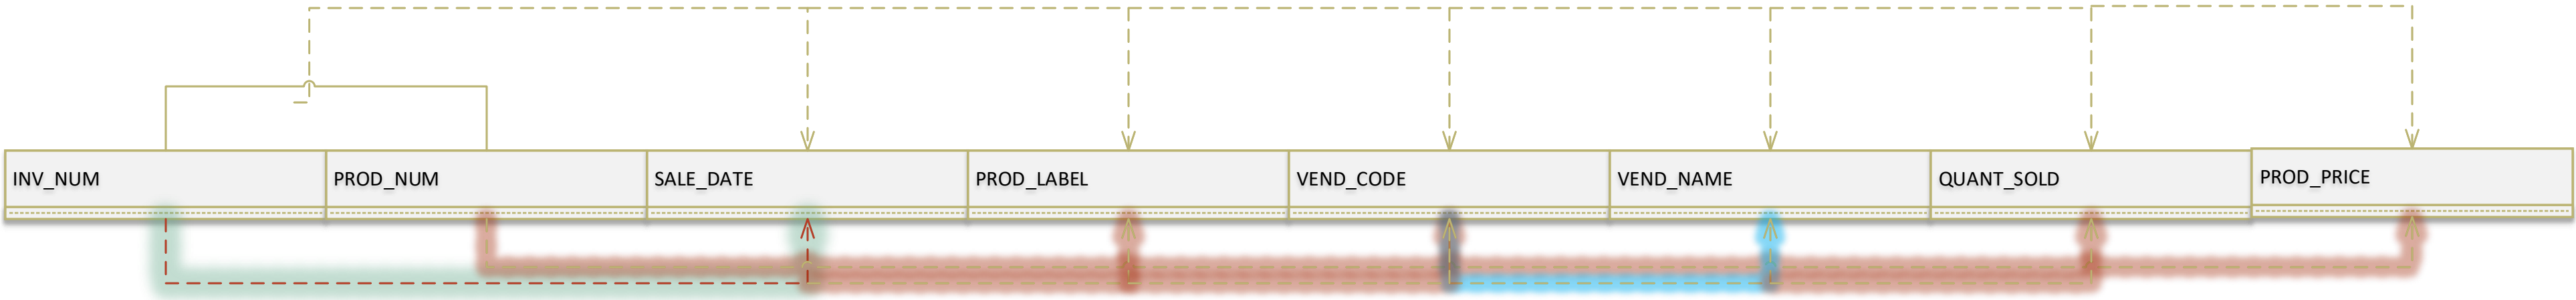 INV_NUM PROD_NUM SALE_DATE PROD_LABEL VEND_CODE VEND_NAME QUANT_SOLD PROD_PRICE